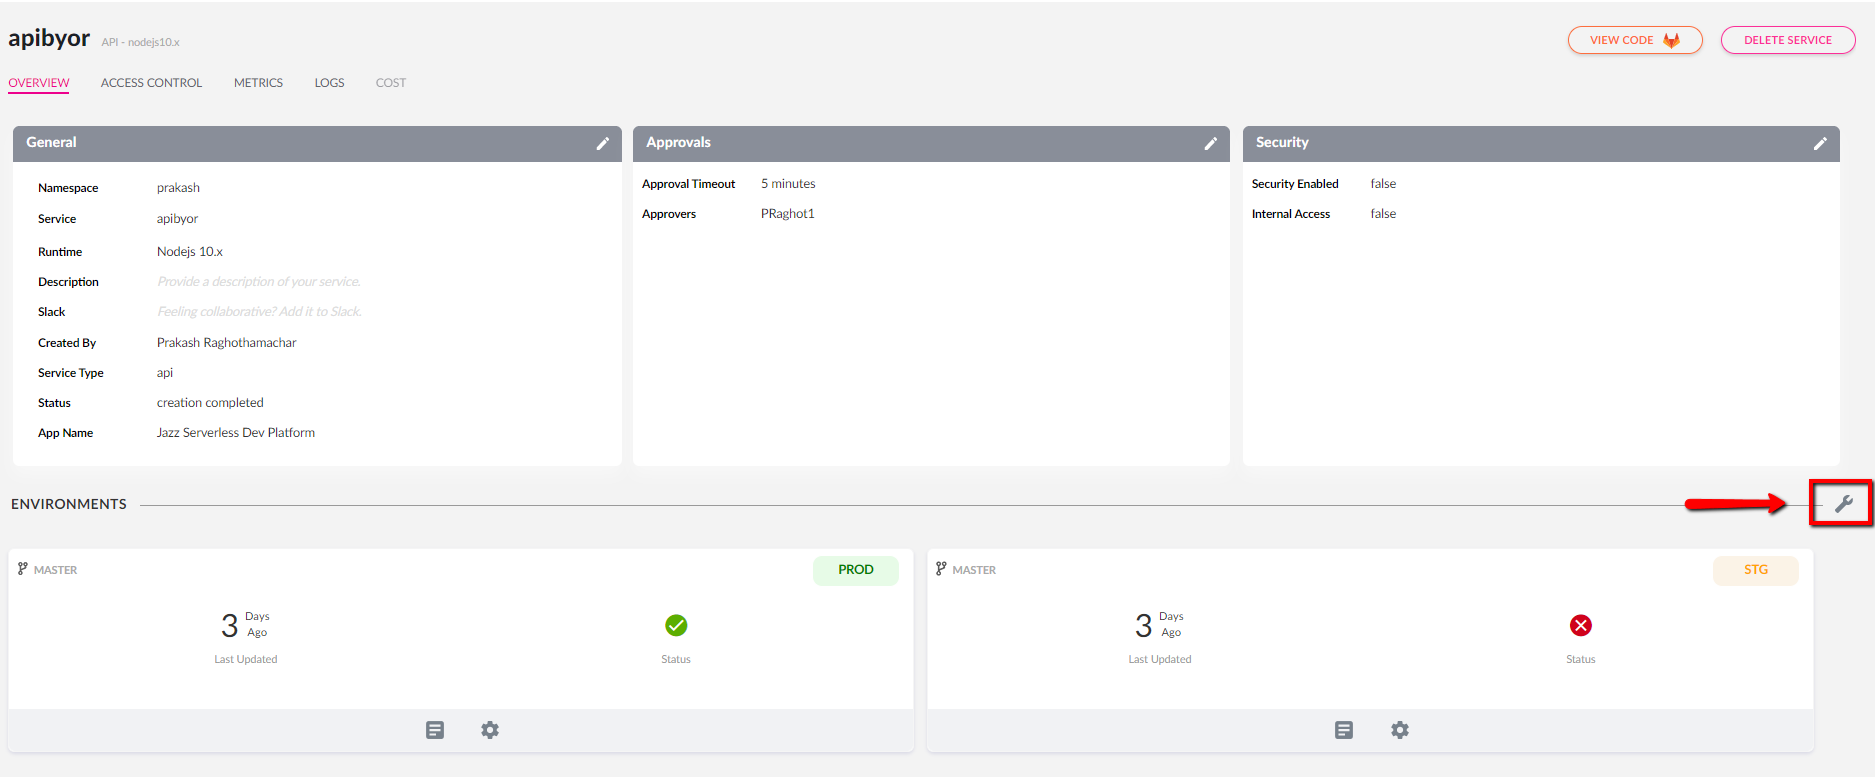 apibyor API - nodejs10.x
VIEW CODE
DELETE SERVICE
OVERVIEW ACCESS CONTROL METRICS LOGS COST
General
Namespace prakash
Service apibyor
Runtime Nodejs 10.x
Description Provide a description of your service.
Slack Feeling collaborative? Add it to Slack.
Created By Prakash Raghothamachar
Service Type api
Status creation completed
App Name Jazz Serverless Dev Platform
Approvals
Approval Timeout 5 minutes
Approvers PRaghot1
Security
Security Enabled false
Internal Access false
ENVIRONMENTS
MASTER PROD
3 Days Ago
Last Updated
Status
MASTER STG
3 Days Ago
Last Updated
Status